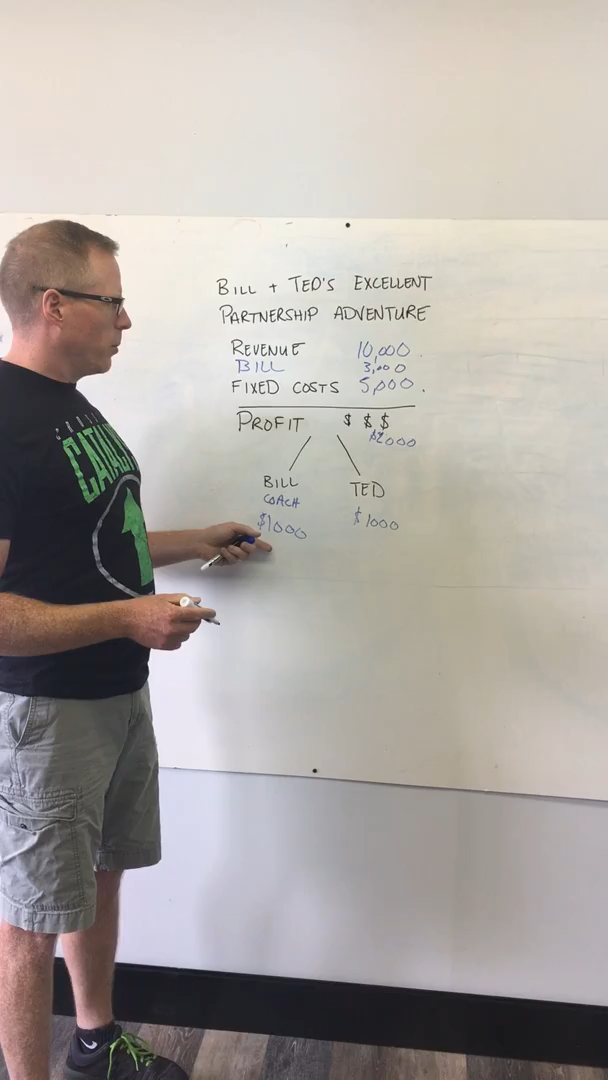 BILL + TED'S EXCELLENT
PARTNERSHIP ADVENTURE
REVENUE 10,000.
BILL 3,000
FIXED COSTS 5,000.
PROFIT $ $ $
$2000
BILL TED
COACH
$1000 $1000